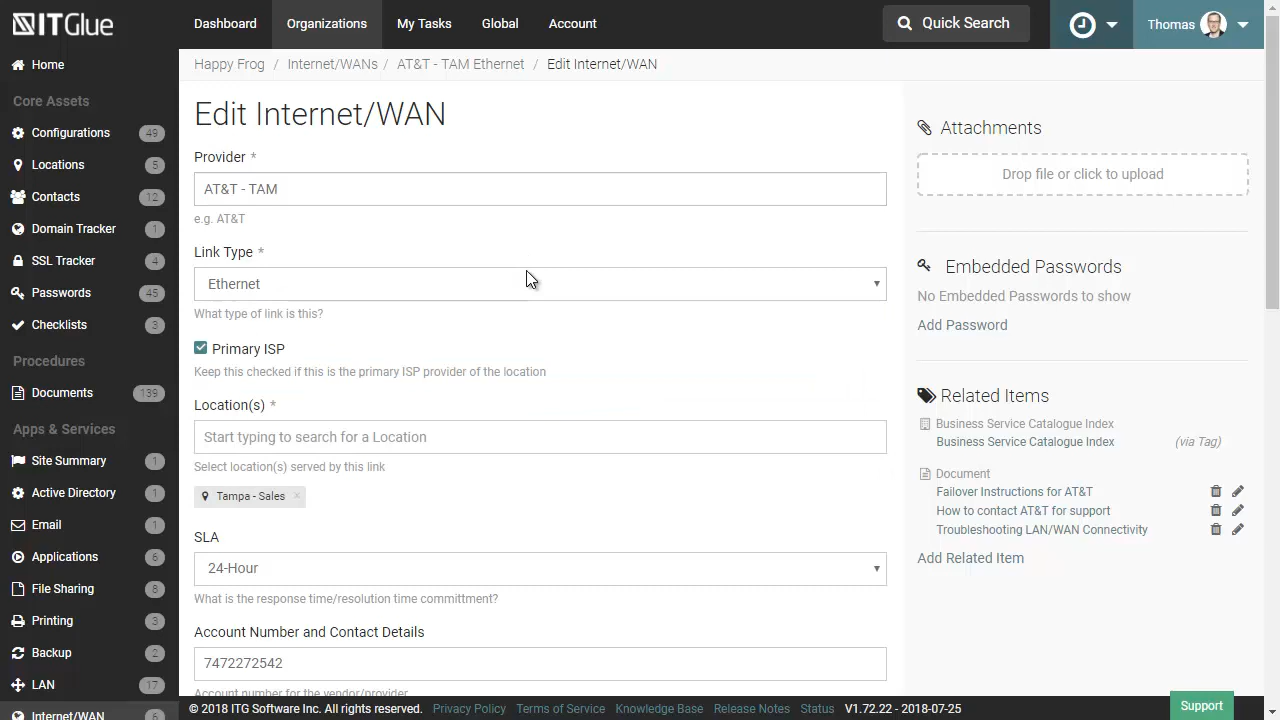 ITGlue
Dashboard
Organizations
My Tasks
Global
Account
Quick Search
Thomas
Home
Core Assets
Configurations 49
Locations 5
Contacts 12
Domain Tracker 1
SSL Tracker 4
Passwords 45
Checklists 3
Procedures
Documents 139
Apps & Services
Site Summary 1
Active Directory 1
Email 1
Applications 6
File Sharing 8
Printing 3
Backup 2
LAN 17
Internet/WAN 6
Happy Frog / Internet/WANs / AT&T - TAM Ethernet / Edit Internet/WAN
Edit Internet/WAN
Provider *
AT&T - TAM
e.g. AT&T
Link Type *
Ethernet
What type of link is this?
Primary ISP
Keep this checked if this is the primary ISP provider of the location
Location(s) *
Start typing to search for a Location
Select location(s) served by this link
Tampa - Sales ×
SLA
24-Hour
What is the response time/resolution time committment?
Account Number and Contact Details
7472272542
Account number for the vendor/provider
Attachments
Drop file or click to upload
Embedded Passwords
No Embedded Passwords to show
Add Password
Related Items
Business Service Catalogue Index
Business Service Catalogue Index (via Tag)
Document
Failover Instructions for AT&T
How to contact AT&T for support
Troubleshooting LAN/WAN Connectivity
Add Related Item
© 2018 ITG Software Inc. All rights reserved. Privacy Policy Terms of Service Knowledge Base Release Notes Status V1.72.22 - 2018-07-25
Support